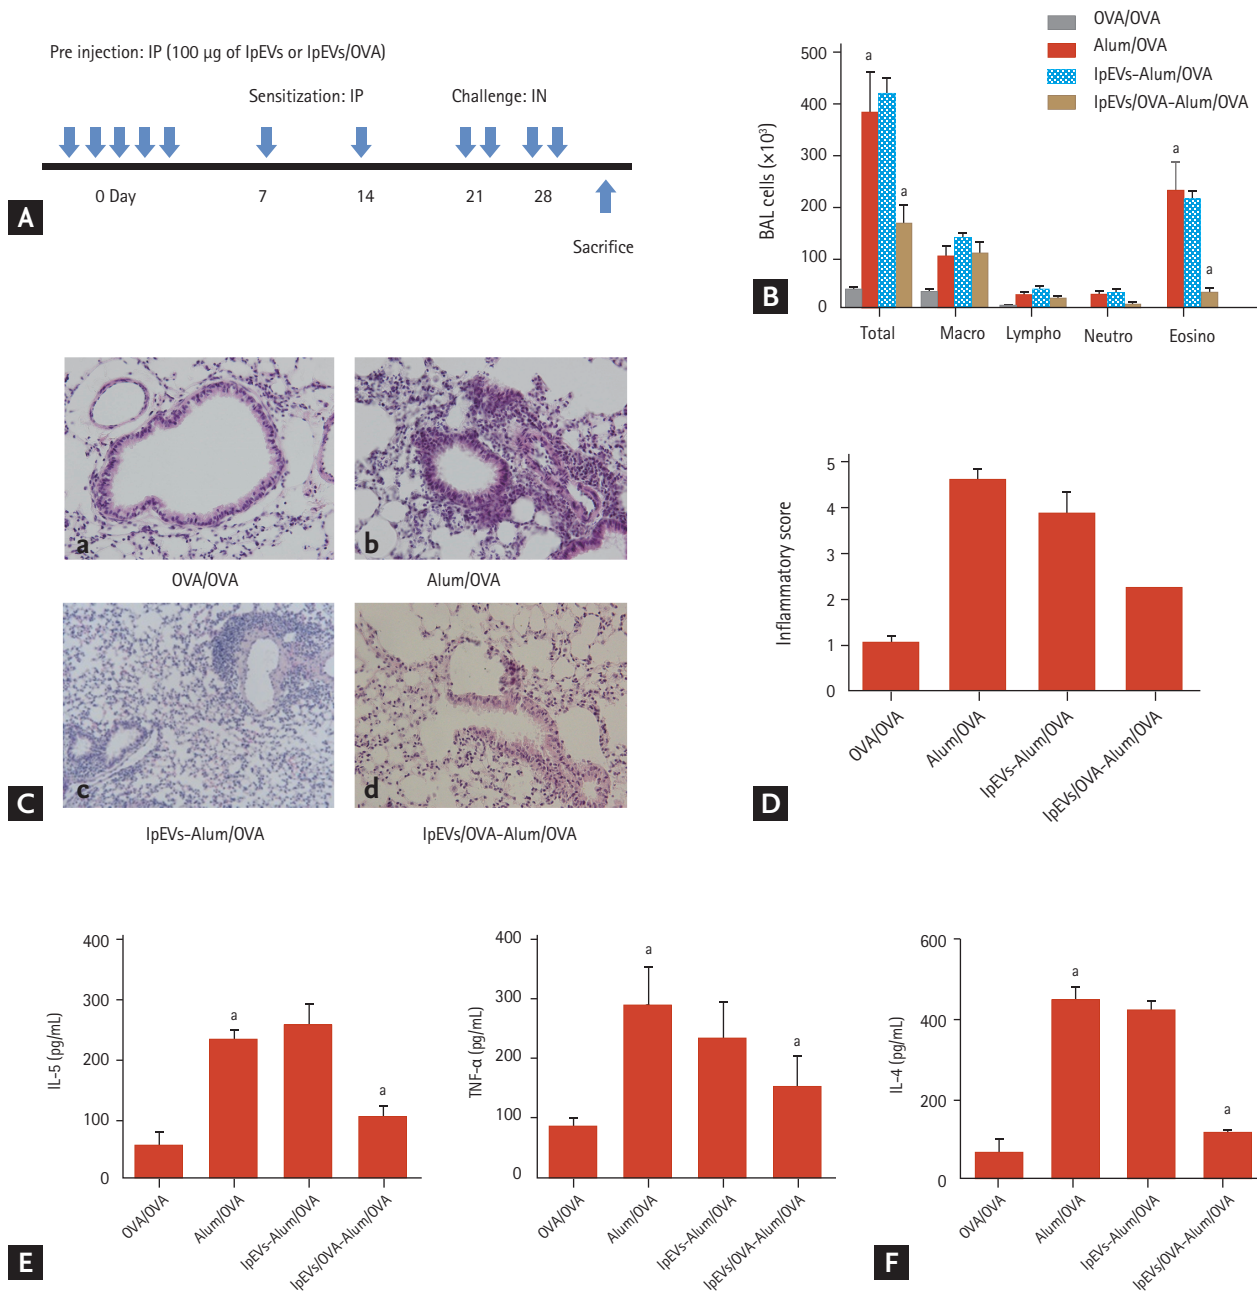 Pre injection: IP (100 μg of IpEVs or IpEVs/OVA)
Sensitization: IP
Challenge: IN
0 Day
7
14
21
28
Sacrifice
A
OVA/OVA
Alum/OVA
IpEVs-Alum/OVA
IpEVs/OVA-Alum/OVA
BAL cells (×10³)
500
400
300
200
100
0
a
a
a
a
Total
Macro
Lympho
Neutro
Eosino
B
a
OVA/OVA
b
Alum/OVA
c
IpEVs-Alum/OVA
d
IpEVs/OVA-Alum/OVA
C
Inflammatory score
5
4
3
2
1
0
OVA/OVA
Alum/OVA
IpEVs-Alum/OVA
IpEVs/OVA-Alum/OVA
D
IL-5 (pg/mL)
400
300
200
100
0
a
a
OVA/OVA
Alum/OVA
IpEVs-Alum/OVA
IpEVs/OVA-Alum/OVA
E
TNF-α (pg/mL)
400
300
200
100
0
a
a
OVA/OVA
Alum/OVA
IpEVs-Alum/OVA
IpEVs/OVA-Alum/OVA
IL-4 (pg/mL)
600
400
200
0
a
a
OVA/OVA
Alum/OVA
IpEVs-Alum/OVA
IpEVs/OVA-Alum/OVA
F